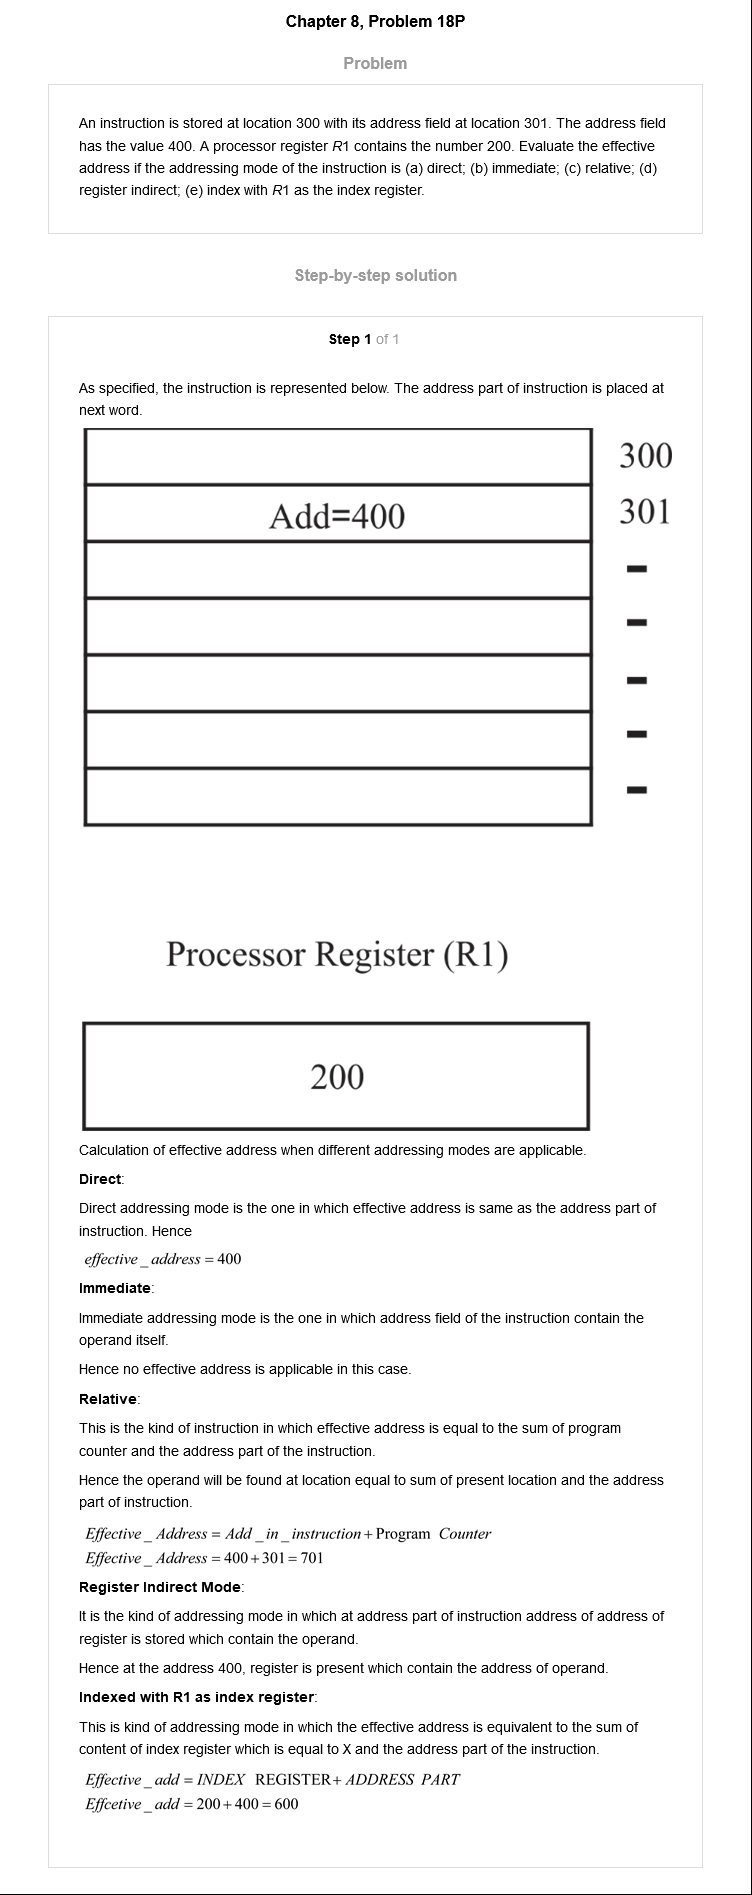 Chapter 8, Problem 18P
Problem
An instruction is stored at location 300 with its address field at location 301. The address field
has the value 400. A processor register R1 contains the number 200. Evaluate the effective
address if the addressing mode of the instruction is (a) direct; (b) immediate; (c) relative; (d)
register indirect; (e) index with R1 as the index register.
Step-by-step solution
Step 1 of 1
As specified, the instruction is represented below. The address part of instruction is placed at
next word.
300
Add=400 301
-
-
-
-
-
Processor Register (R1)
200
Calculation of effective address when different addressing modes are applicable.
Direct:
Direct addressing mode is the one in which effective address is same as the address part of
instruction. Hence
effective _ address = 400
Immediate:
Immediate addressing mode is the one in which address field of the instruction contain the
operand itself.
Hence no effective address is applicable in this case.
Relative:
This is the kind of instruction in which effective address is equal to the sum of program
counter and the address part of the instruction.
Hence the operand will be found at location equal to sum of present location and the address
part of instruction.
Effective _ Address = Add _ in _ instruction + Program Counter
Effective _ Address = 400 + 301 = 701
Register Indirect Mode:
It is the kind of addressing mode in which at address part of instruction address of address of
register is stored which contain the operand.
Hence at the address 400, register is present which contain the address of operand.
Indexed with R1 as index register:
This is kind of addressing mode in which the effective address is equivalent to the sum of
content of index register which is equal to X and the address part of the instruction.
Effective _ add = INDEX REGISTER + ADDRESS PART
Effcetive _ add = 200 + 400 = 600